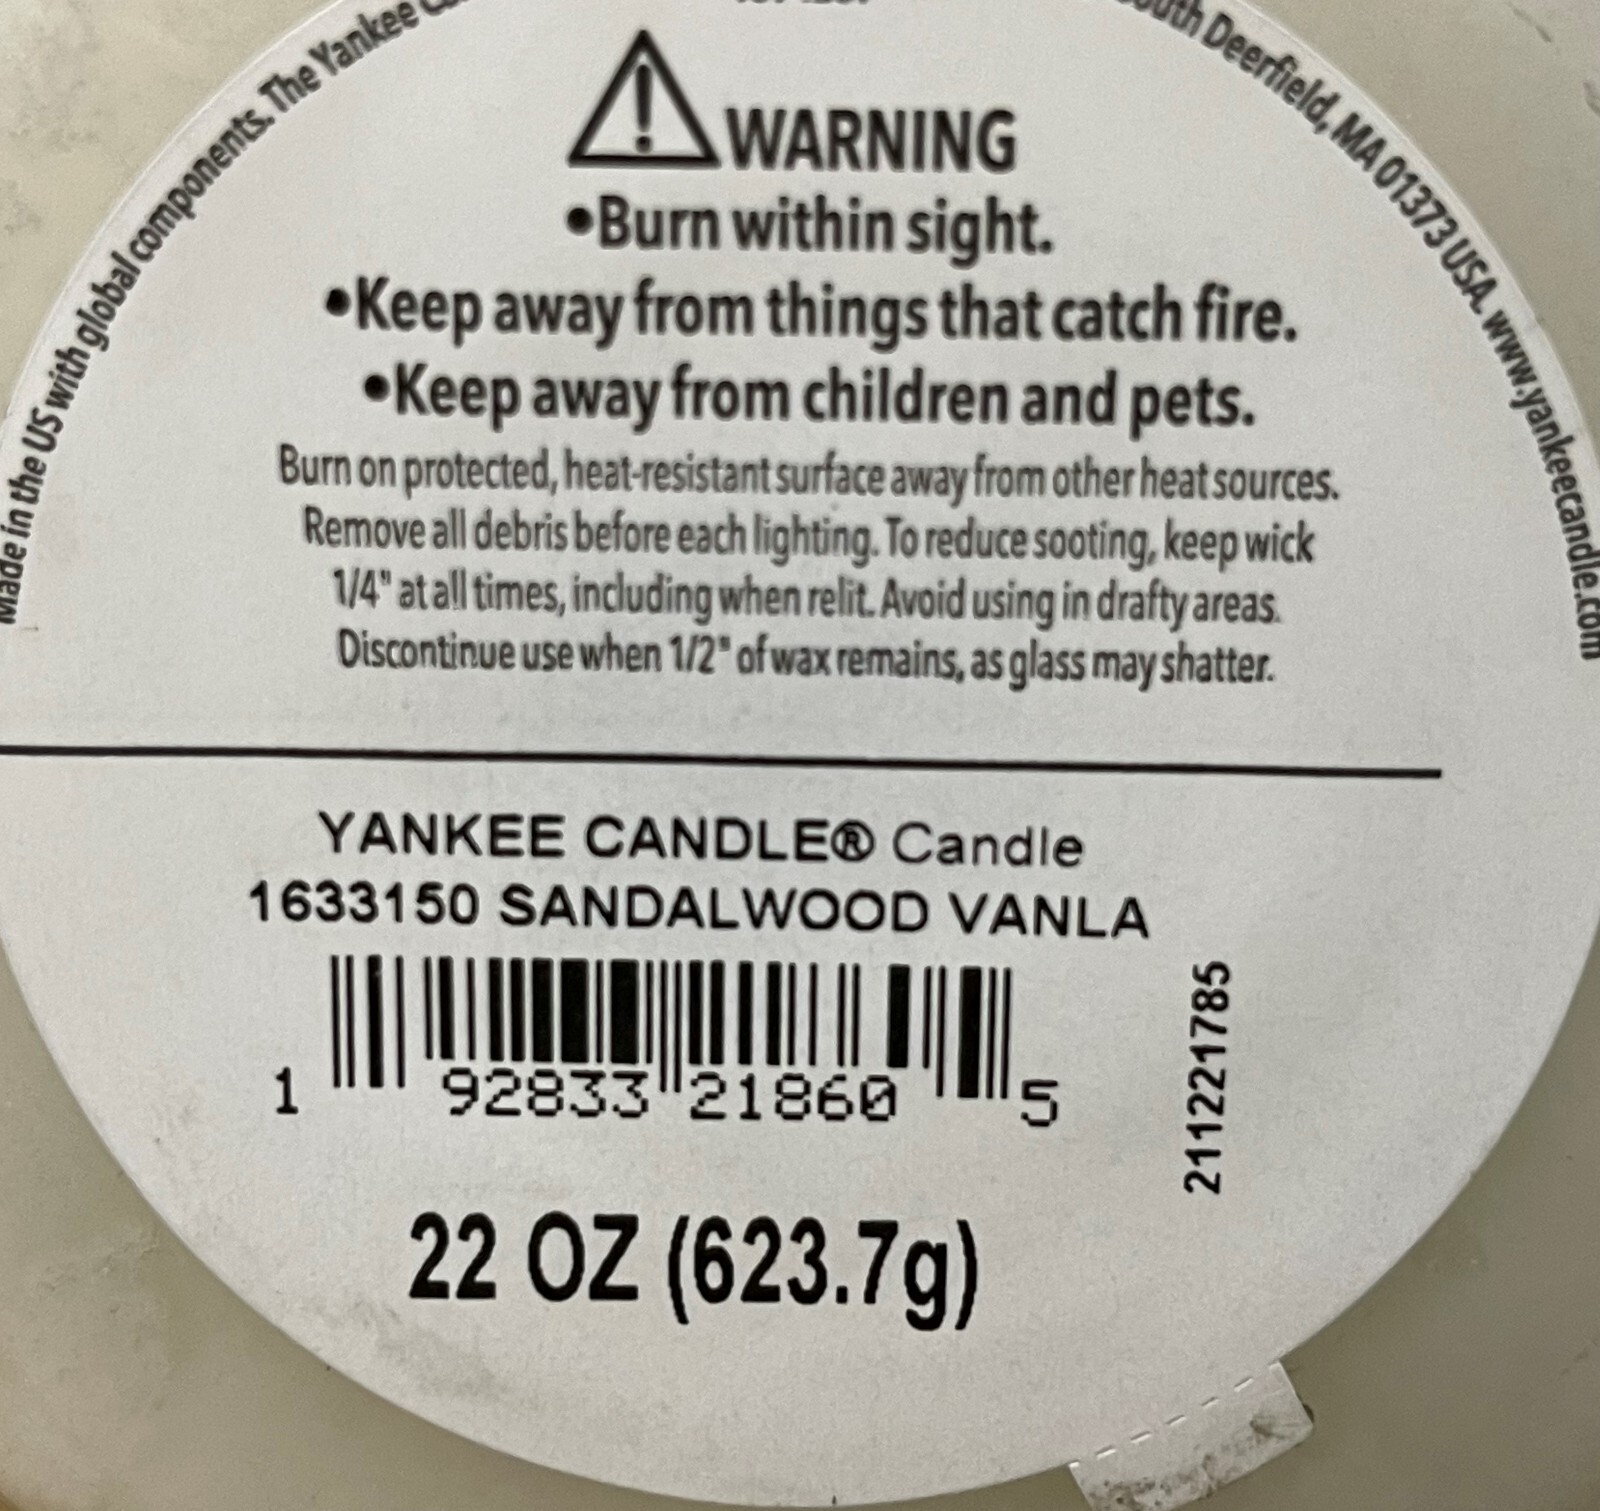 Made in the US with global components. The Yankee
South Deerfield, MA 01373 USA. www.yankeecandle.com
WARNING
•Burn within sight.
•Keep away from things that catch fire.
•Keep away from children and pets.
Burn on protected, heat-resistant surface away from other heat sources.
Remove all debris before each lighting. To reduce sooting, keep wick
1/4" at all times, including when relit. Avoid using in drafty areas.
Discontinue use when 1/2" of wax remains, as glass may shatter.
YANKEE CANDLE® Candle
1633150 SANDALWOOD VANLA
1 92833 21860 5
211221785
22 OZ (623.7g)